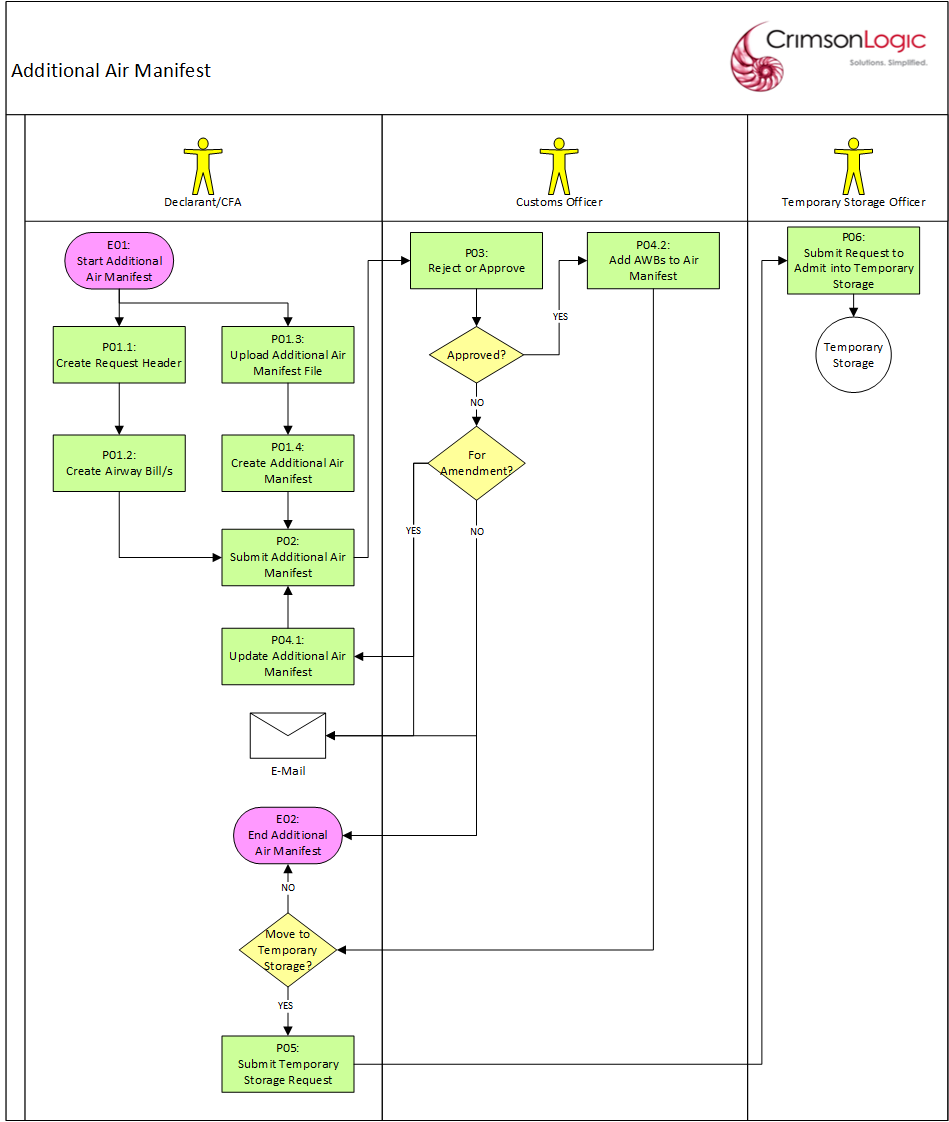 CrimsonLogic
Solutions. Simplified.
Additional Air Manifest
Declarant/CFA
Customs Officer
Temporary Storage Officer
E01:
Start Additional
Air Manifest
P01.1:
Create Request Header
P01.2:
Create Airway Bill/s
P01.3:
Upload Additional Air
Manifest File
P01.4:
Create Additional Air
Manifest
P02:
Submit Additional Air
Manifest
P04.1:
Update Additional Air
Manifest
E-Mail
E02:
End Additional
Air Manifest
NO
Move to
Temporary
Storage?
YES
P05:
Submit Temporary
Storage Request
P03:
Reject or Approve
Approved?
YES
NO
For
Amendment?
YES
NO
P04.2:
Add AWBs to Air
Manifest
P06:
Submit Request to
Admit into Temporary
Storage
Temporary
Storage